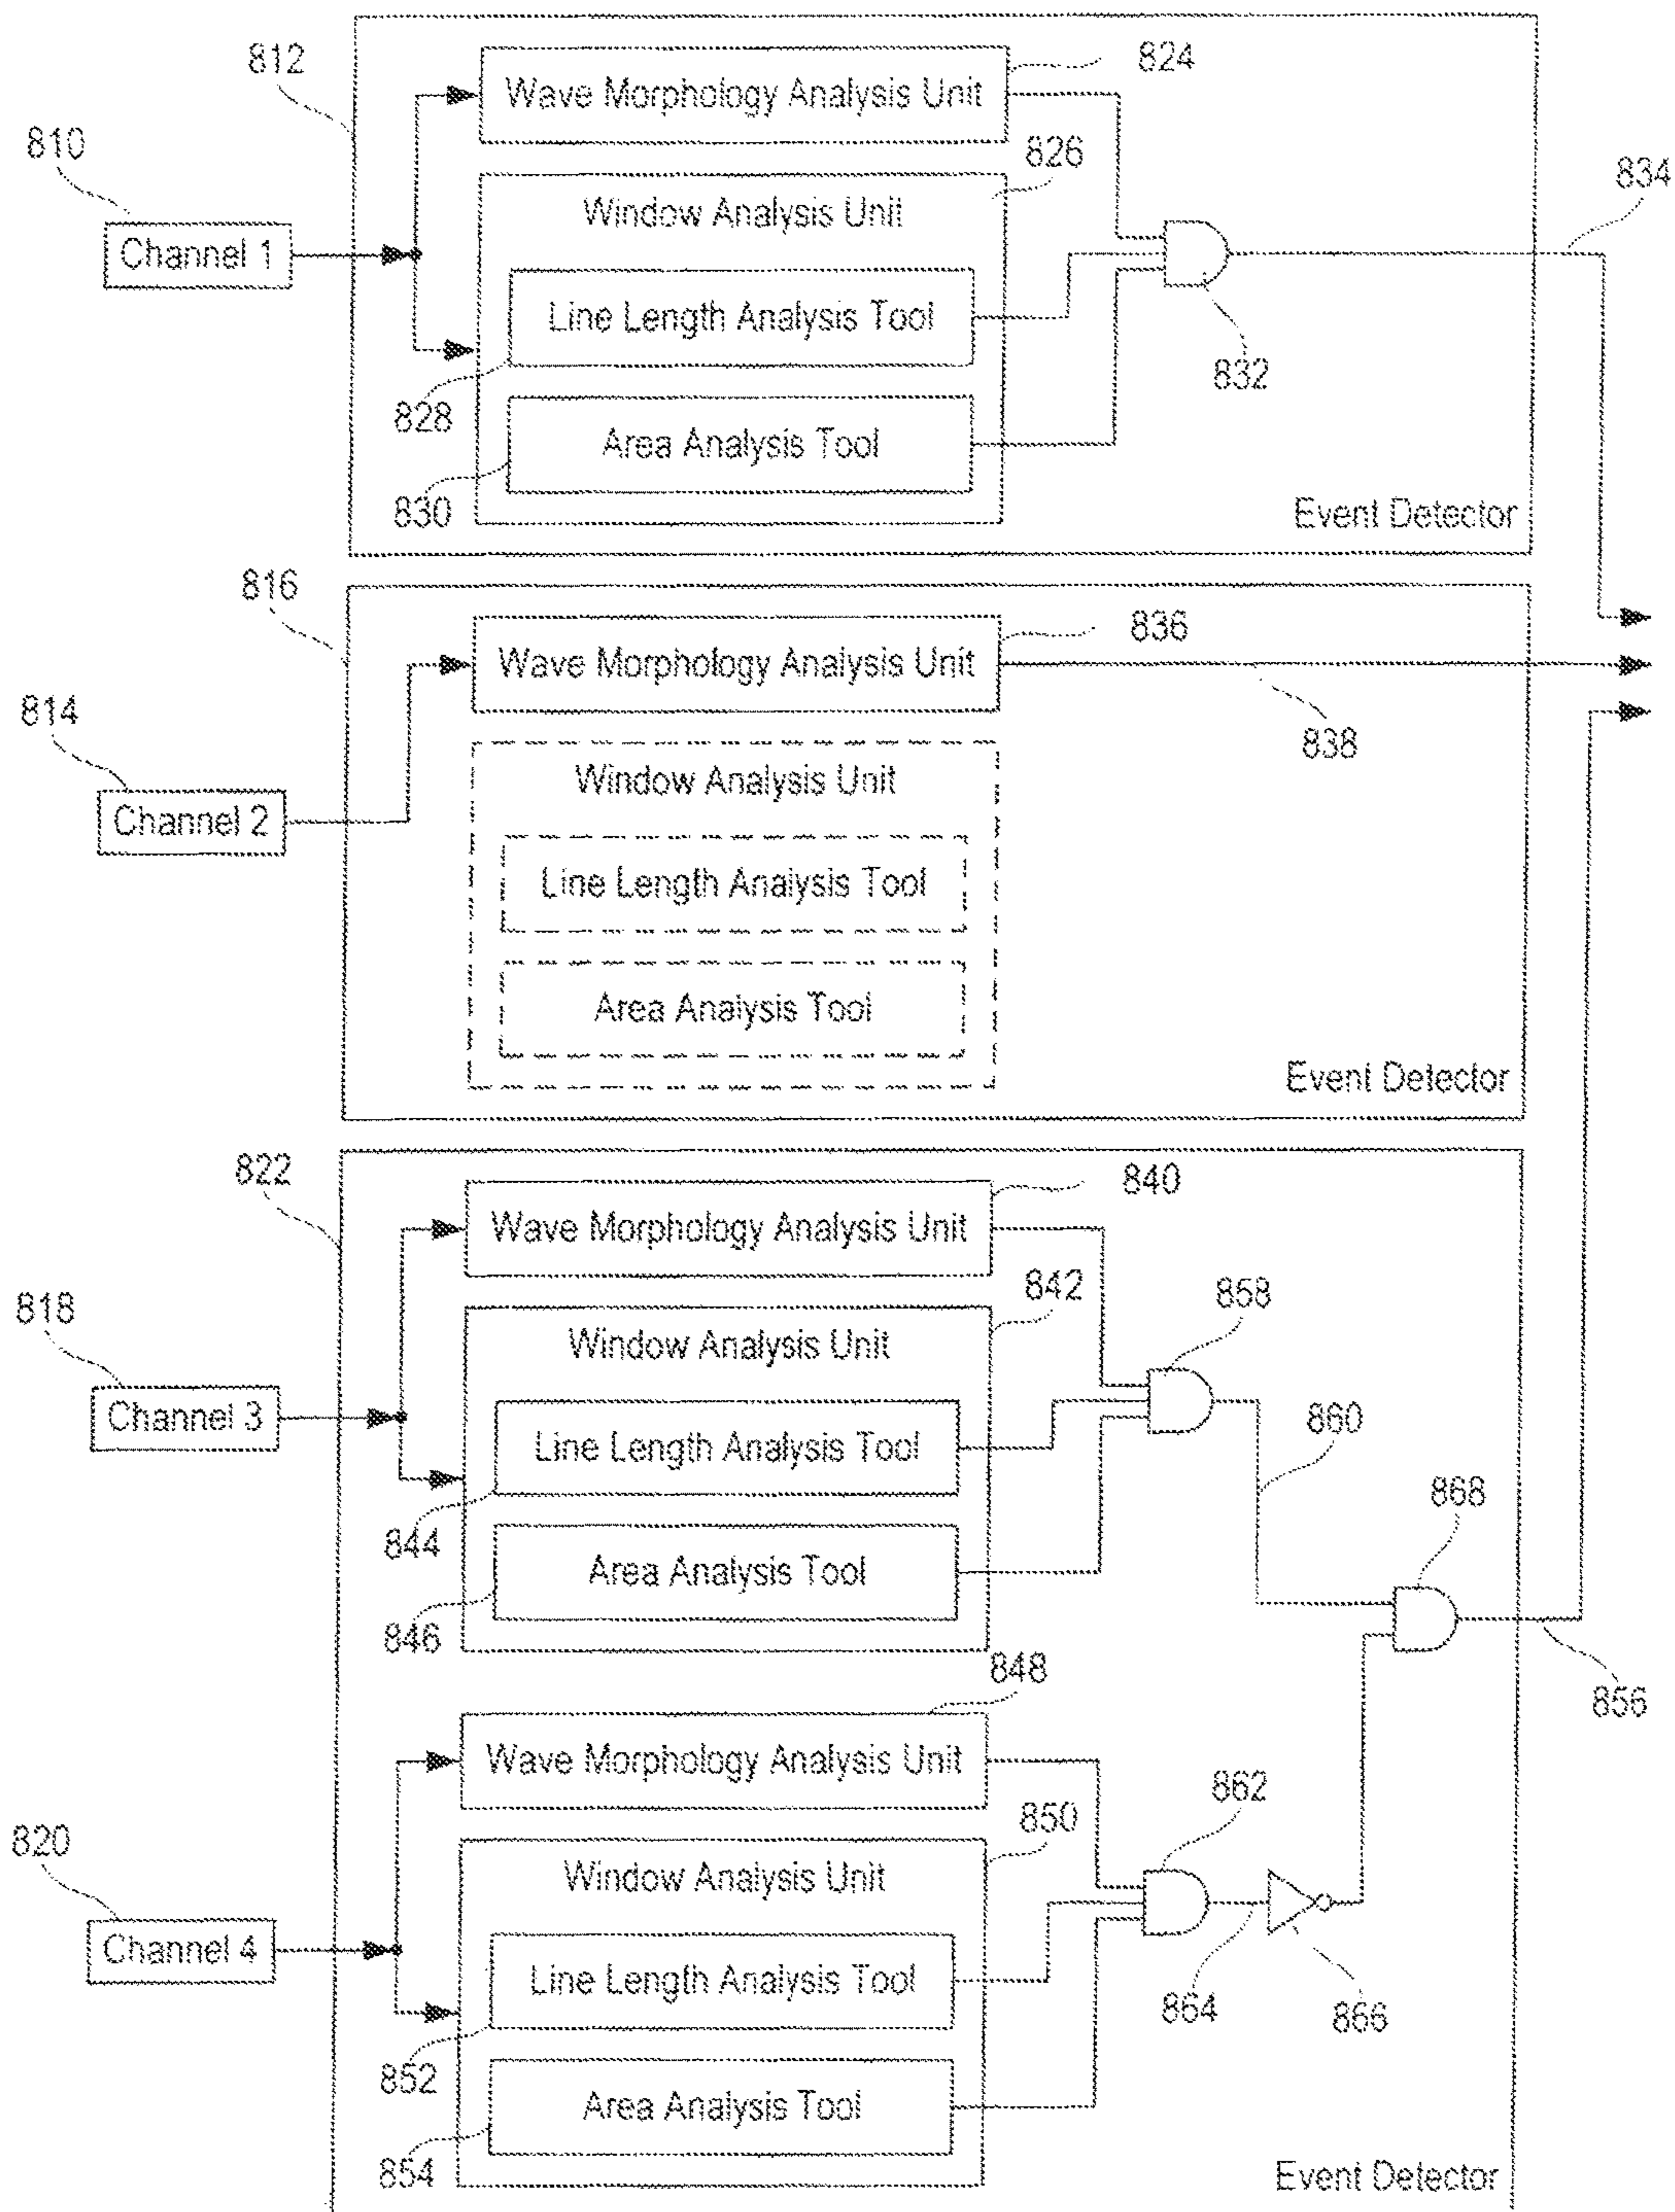 812
Wave Morphology Analysis Unit
824
810
826
Window Analysis Unit
834
Channel 1
Line Length Analysis Tool
832
828
Area Analysis Tool
830
Event Detector
816
836
Wave Morphology Analysis Unit
814
838
Window Analysis Unit
Channel 2
Line Length Analysis Tool
Area Analysis Tool
Event Detector
822
840
Wave Morphology Analysis Unit
842
858
818
Window Analysis Unit
Channel 3
860
Line Length Analysis Tool
868
844
Area Analysis Tool
846
848
856
Wave Morphology Analysis Unit
862
850
820
Window Analysis Unit
Channel 4
Line Length Analysis Tool
864
866
852
Area Analysis Tool
854
Event Detector